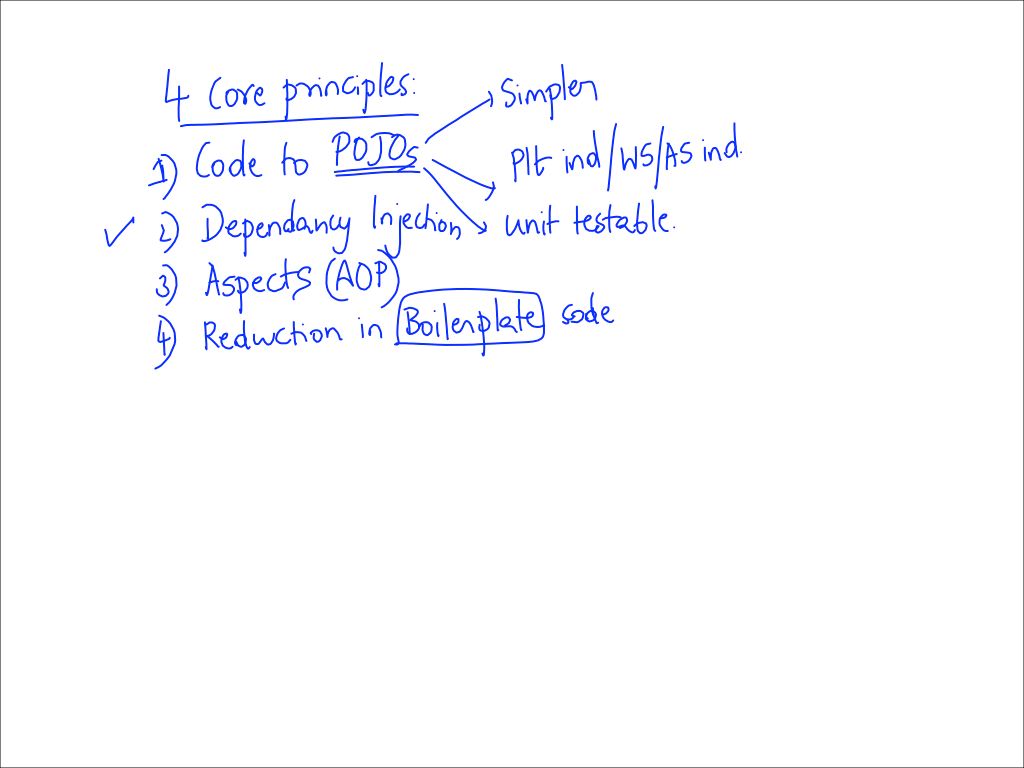 4 Core principles:
Simpler
1) Code to POJOs
Plt ind/WS/AS ind.
2) Dependancy Injection
unit testable.
3) Aspects (AOP)
4) Reduction in Boilerplate code